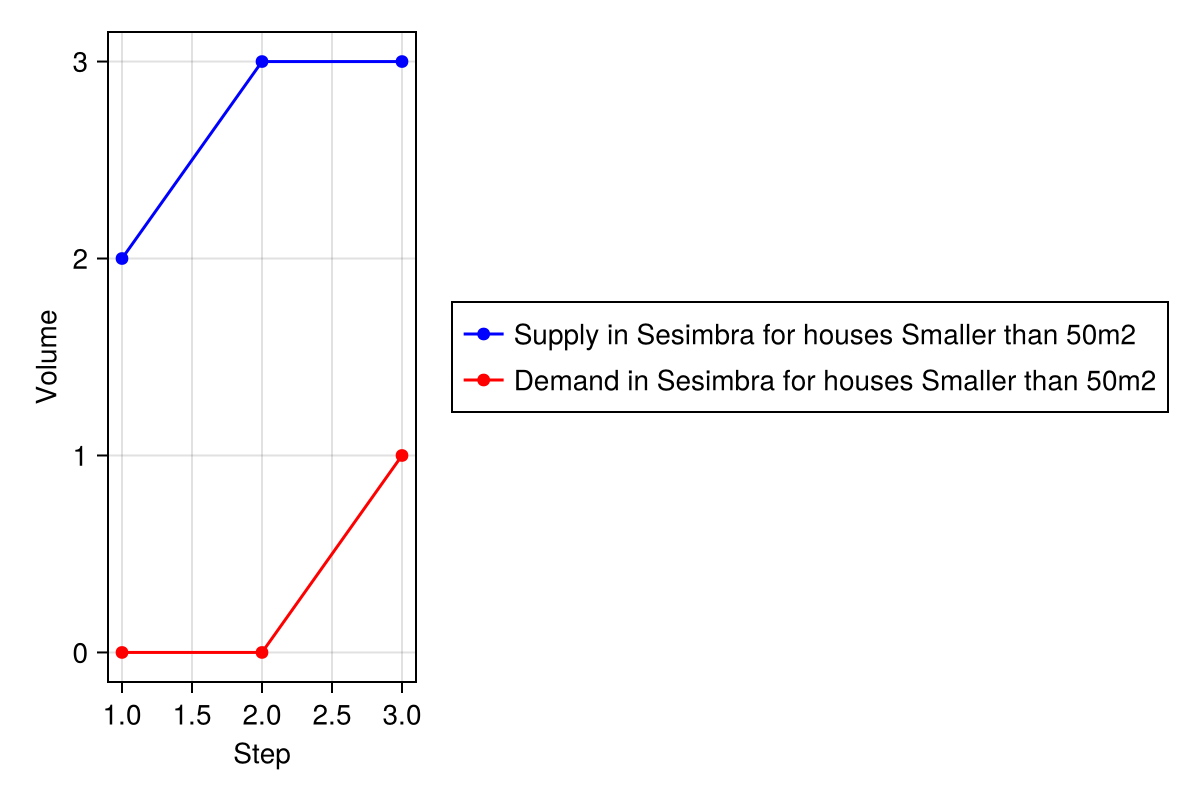 3
2
1
0
Volume
1.0 1.5 2.0 2.5 3.0
Step
Supply in Sesimbra for houses Smaller than 50m2
Demand in Sesimbra for houses Smaller than 50m2